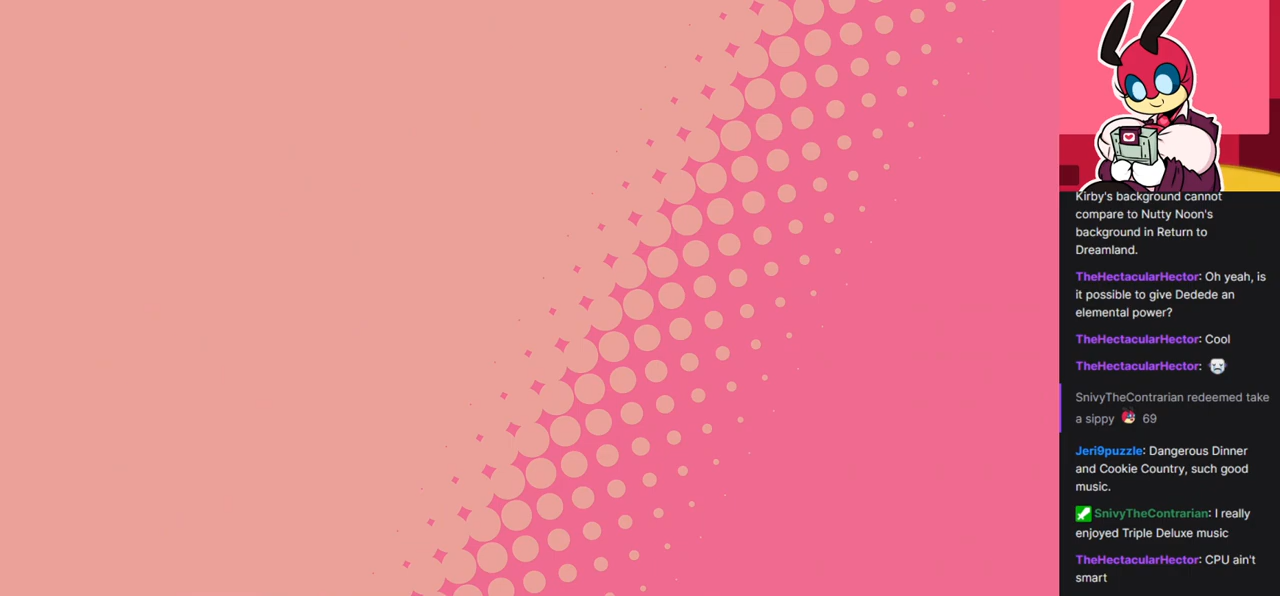 Kirby's background cannot
compare to Nutty Noon's
background in Return to
Dreamland.
TheHectacularHector: Oh yeah, is
it possible to give Dedede an
elemental power?
TheHectacularHector: Cool
TheHectacularHector:
SnivyTheContrarian redeemed take
a sippy 69
Jeri9puzzle: Dangerous Dinner
and Cookie Country, such good
music.
SnivyTheContrarian: I really
enjoyed Triple Deluxe music
TheHectacularHector: CPU ain't
smart